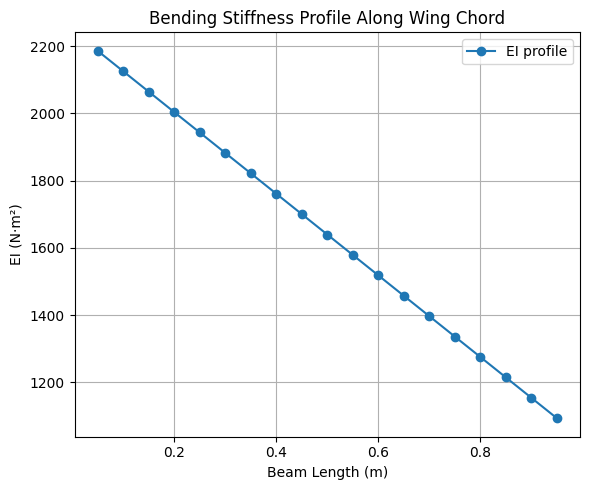 Bending Stiffness Profile Along Wing Chord
EI profile
EI (N·m²)
2200
2000
1800
1600
1400
1200
0.2 0.4 0.6 0.8
Beam Length (m)